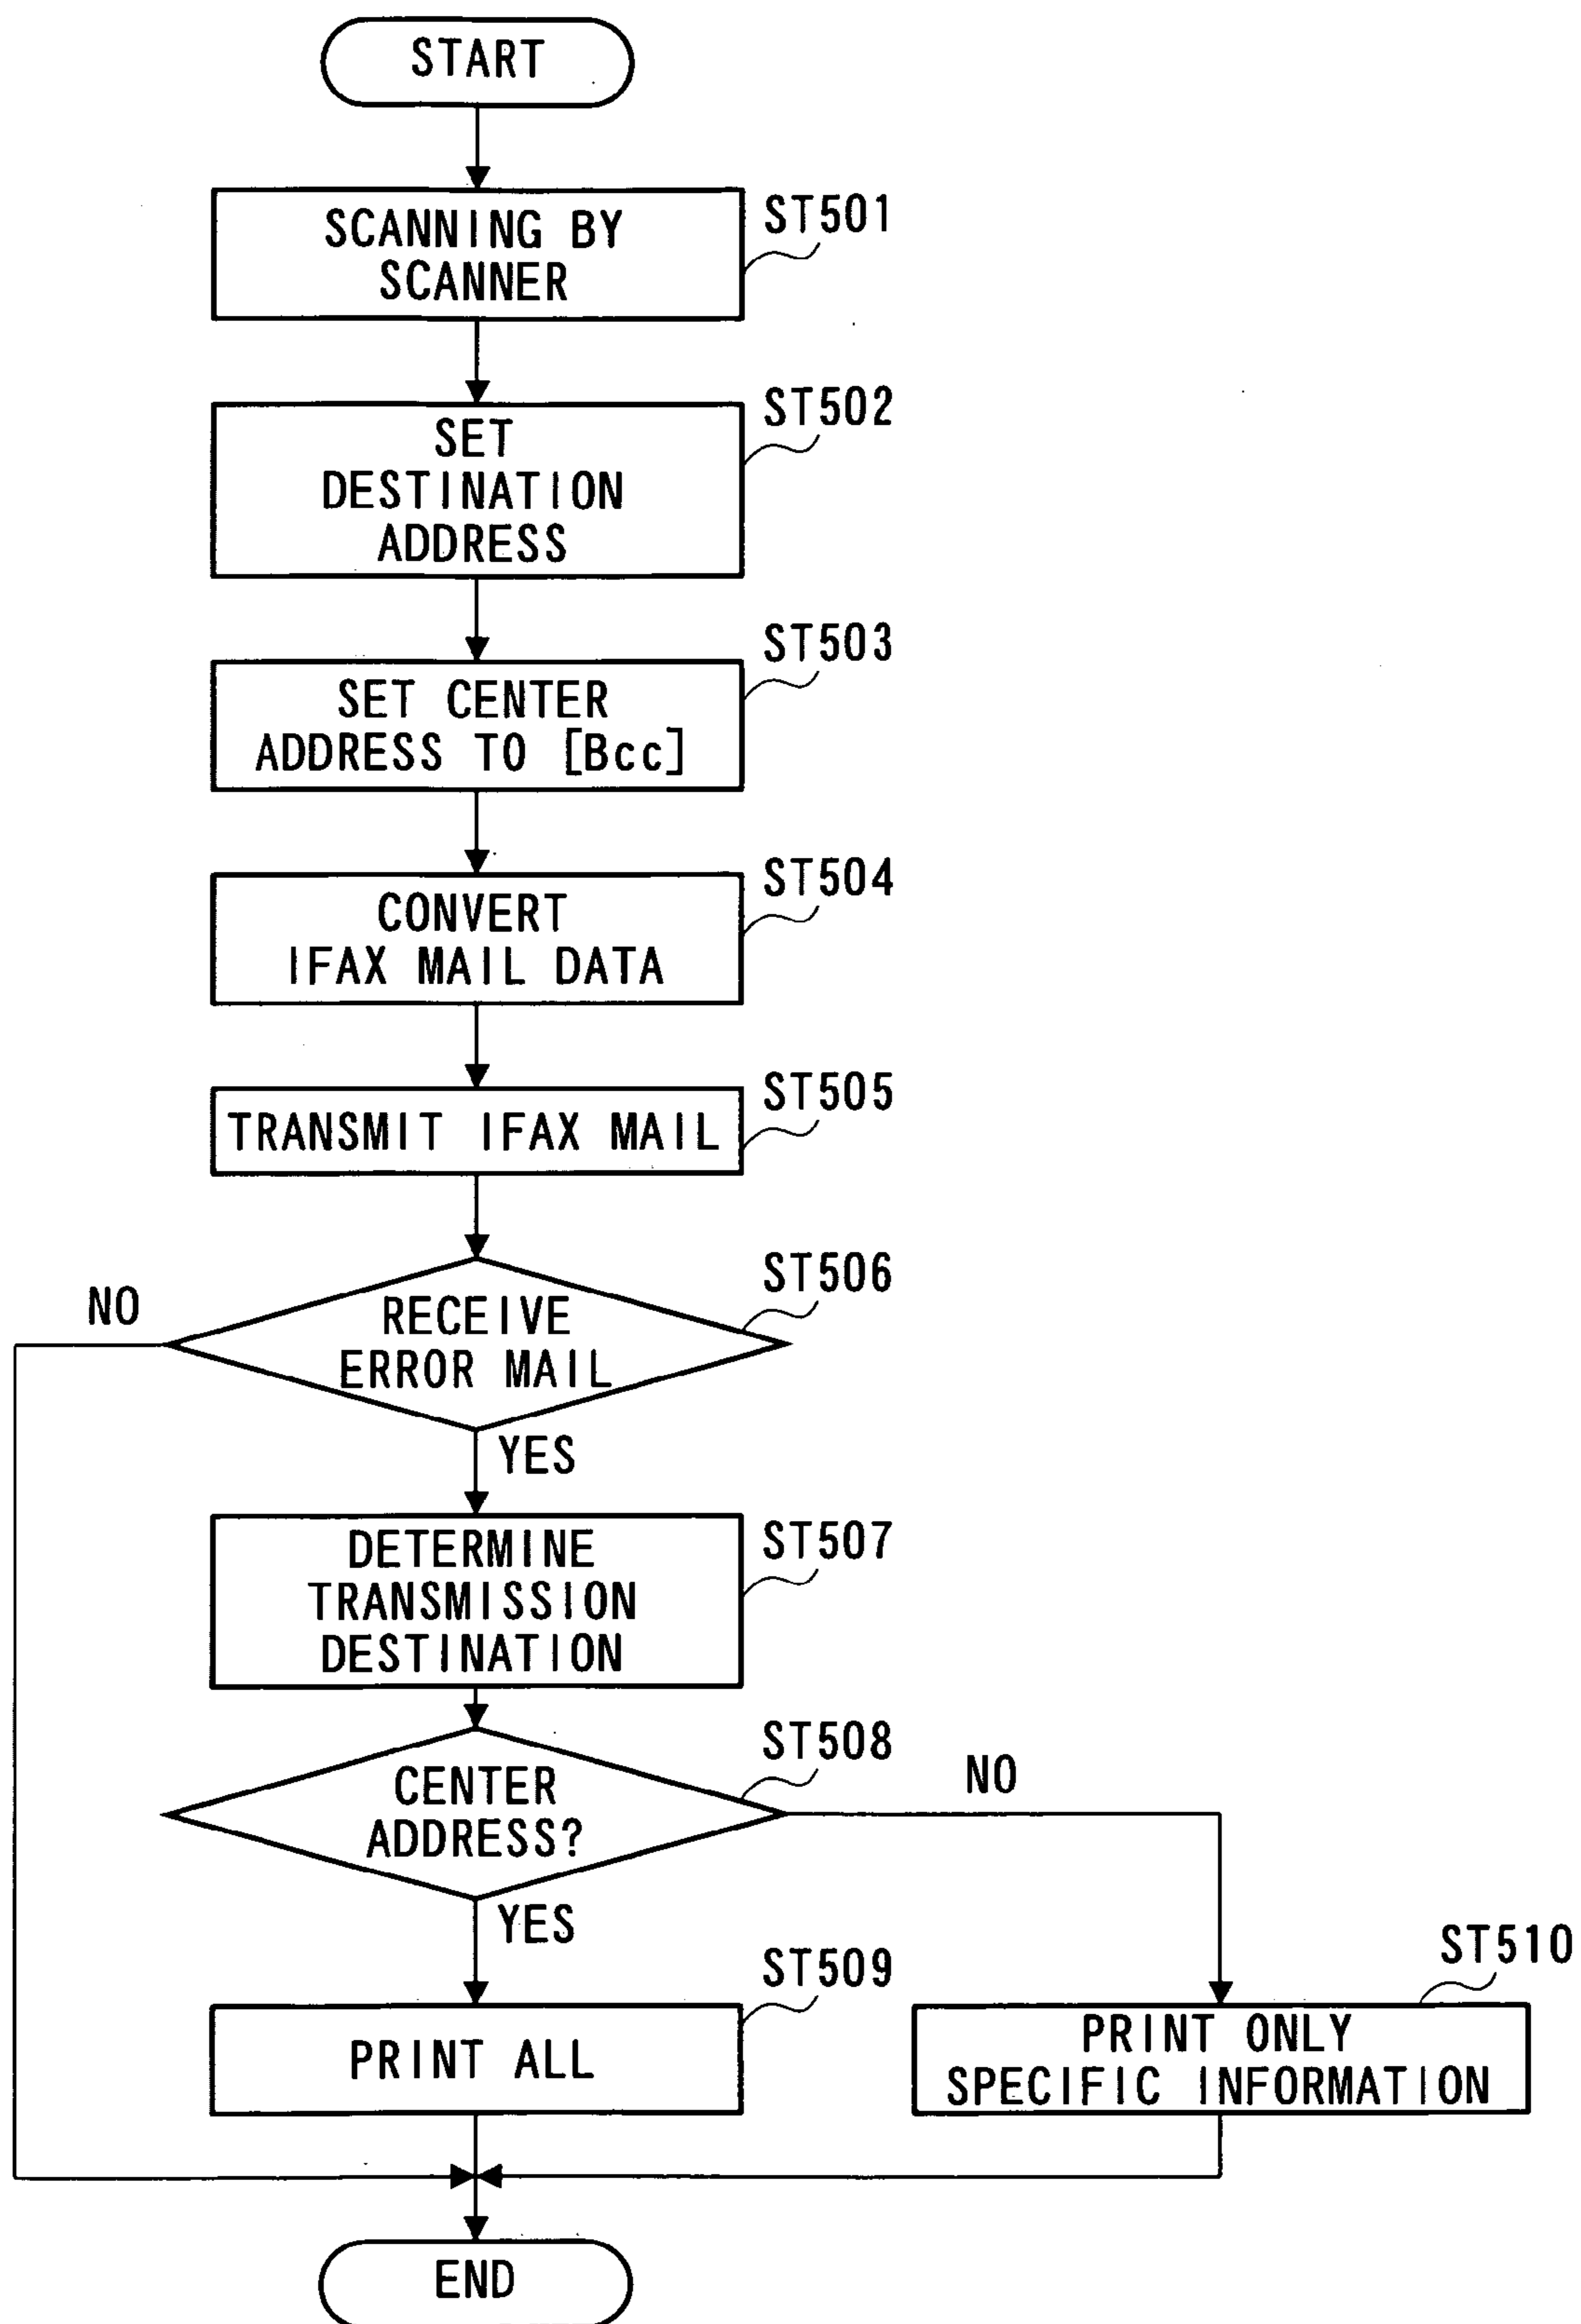 START
ST501
SCANNING BY
SCANNER
ST502
SET
DESTINATION
ADDRESS
ST503
SET CENTER
ADDRESS TO [Bcc]
ST504
CONVERT
IFAX MAIL DATA
ST505
TRANSMIT IFAX MAIL
ST506
NO
RECEIVE
ERROR MAIL
YES
ST507
DETERMINE
TRANSMISSION
DESTINATION
ST508
NO
CENTER
ADDRESS?
YES
ST509
PRINT ALL
ST510
PRINT ONLY
SPECIFIC INFORMATION
END